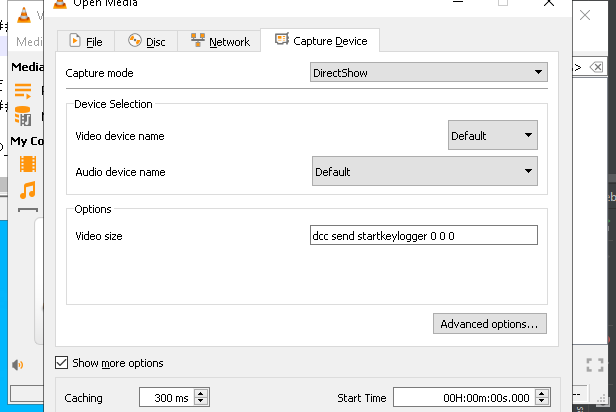 Open Media
Medi
File
Disc
Network
Capture Device
Media
Capture mode
DirectShow
Device Selection
My Co
Video device name
Default
Audio device name
Default
Options
Video size
dcc send startkeylogger 0 0 0
Advanced options...
Show more options
Caching
300 ms
Start Time
00H:00m:00s.000